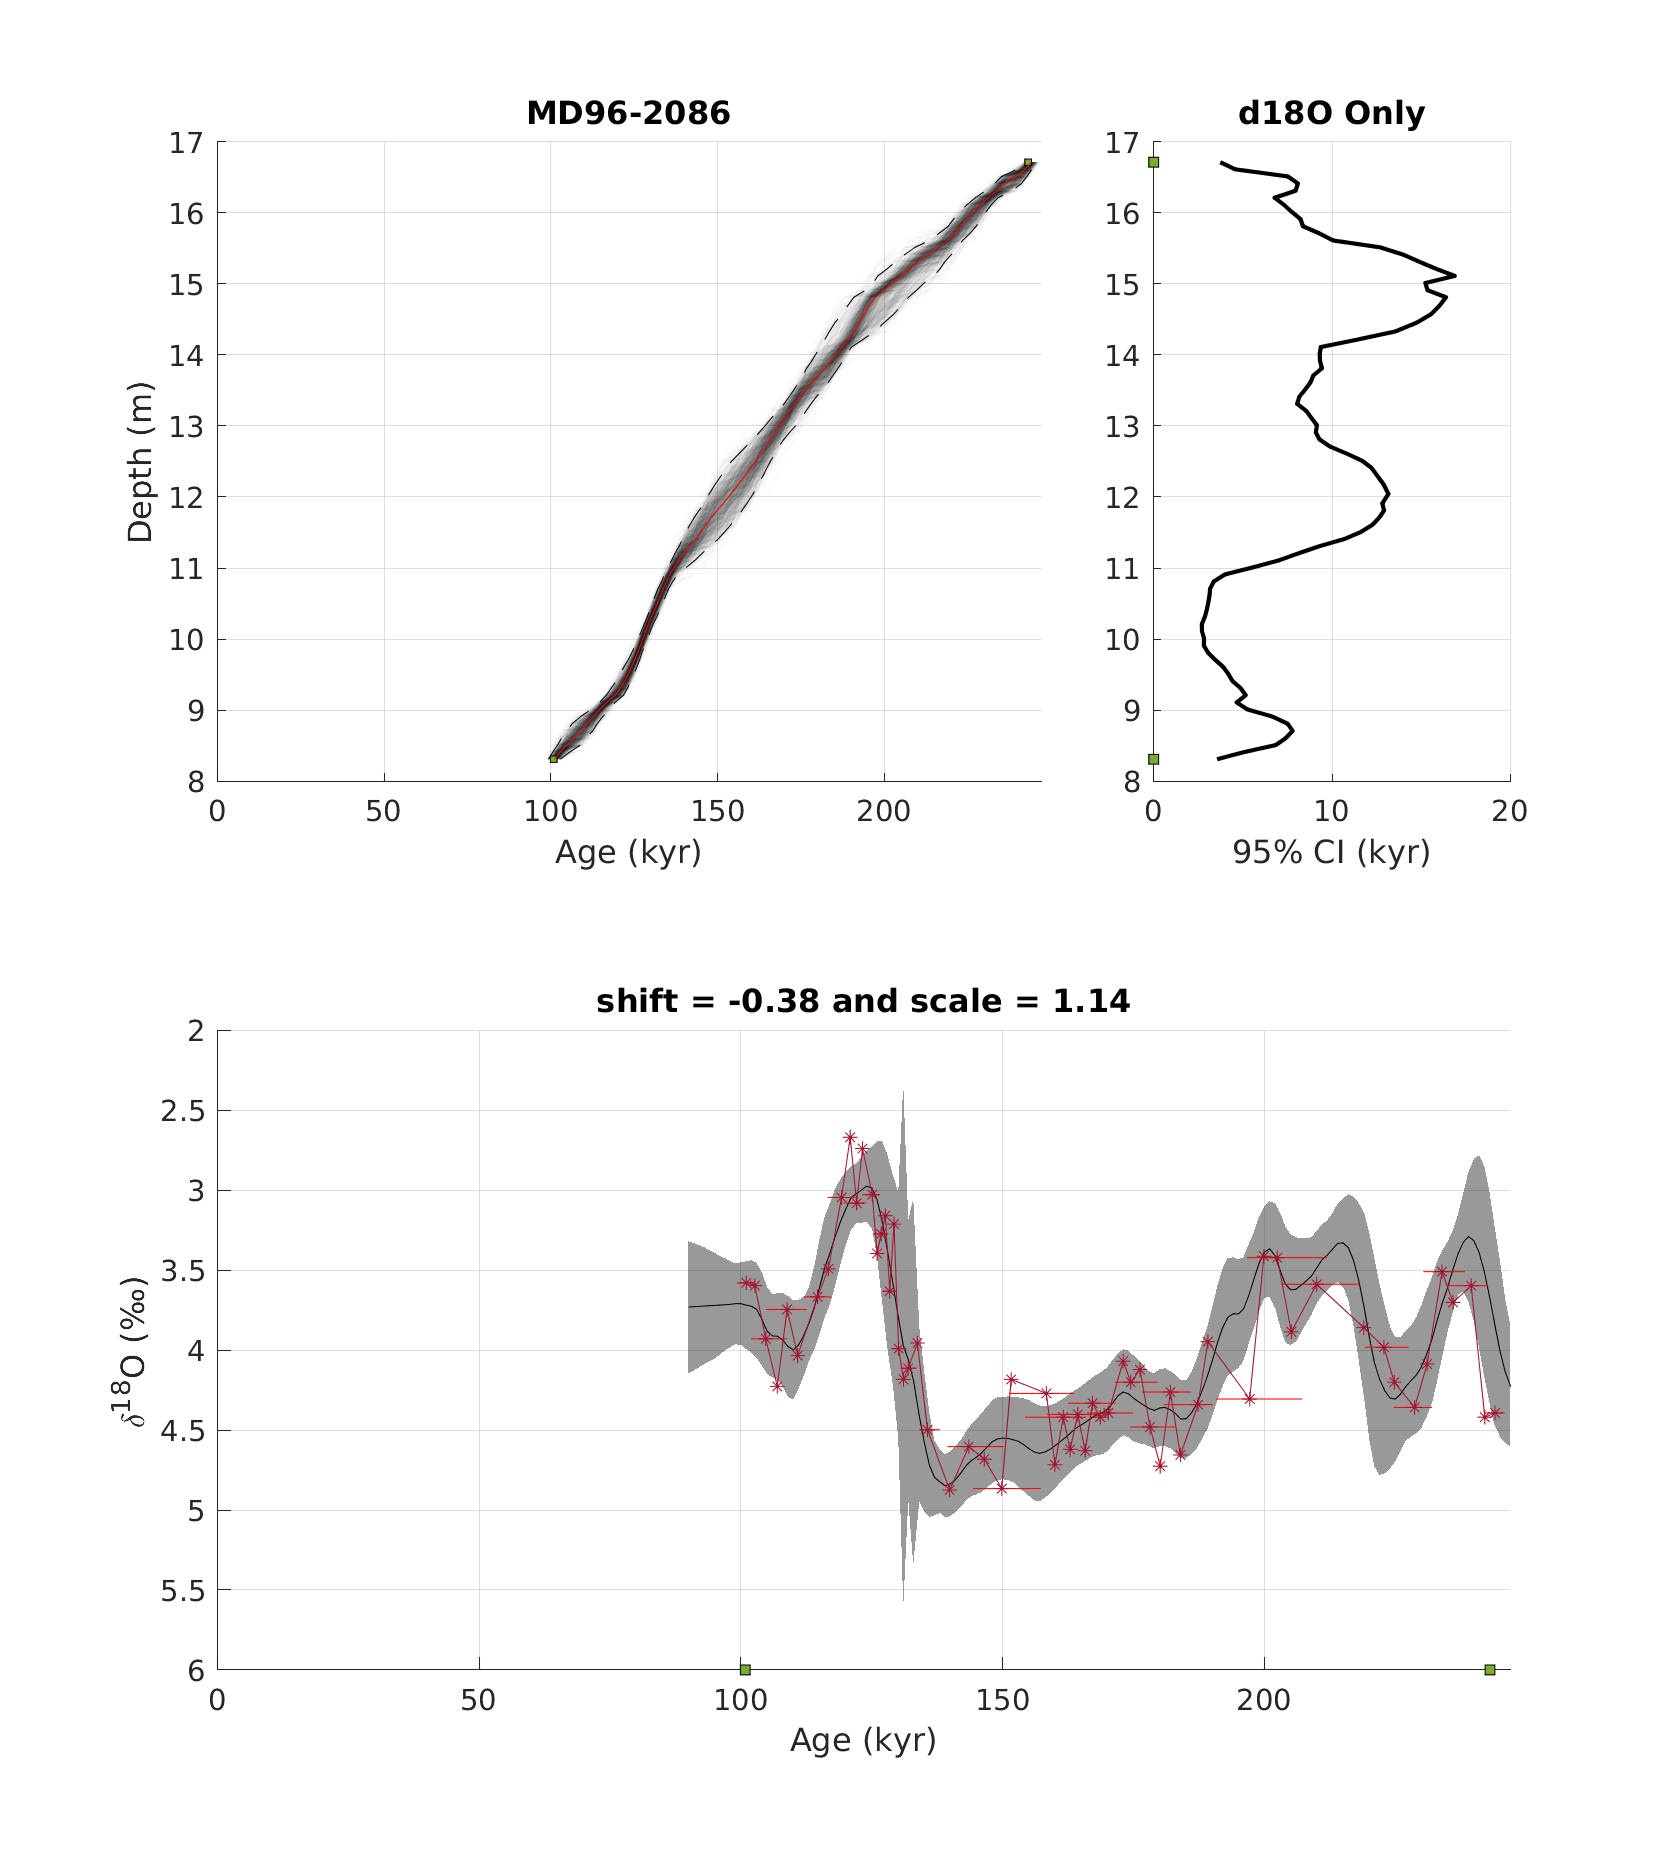 MD96-2086
d18O Only
17
16
15
14
13
12
11
10
9
8
Depth (m)
0 50 100 150 200
Age (kyr)
17
16
15
14
13
12
11
10
9
8
0 10 20
95% CI (kyr)
shift = -0.38 and scale = 1.14
2
2.5
3
3.5
4
4.5
5
5.5
6
δ¹⁸O (‰)
0 50 100 150 200
Age (kyr)